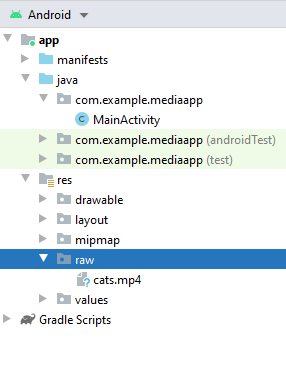 Android
app
manifests
java
com.example.mediaapp
MainActivity
com.example.mediaapp (androidTest)
com.example.mediaapp (test)
res
drawable
layout
mipmap
raw
cats.mp4
values
Gradle Scripts